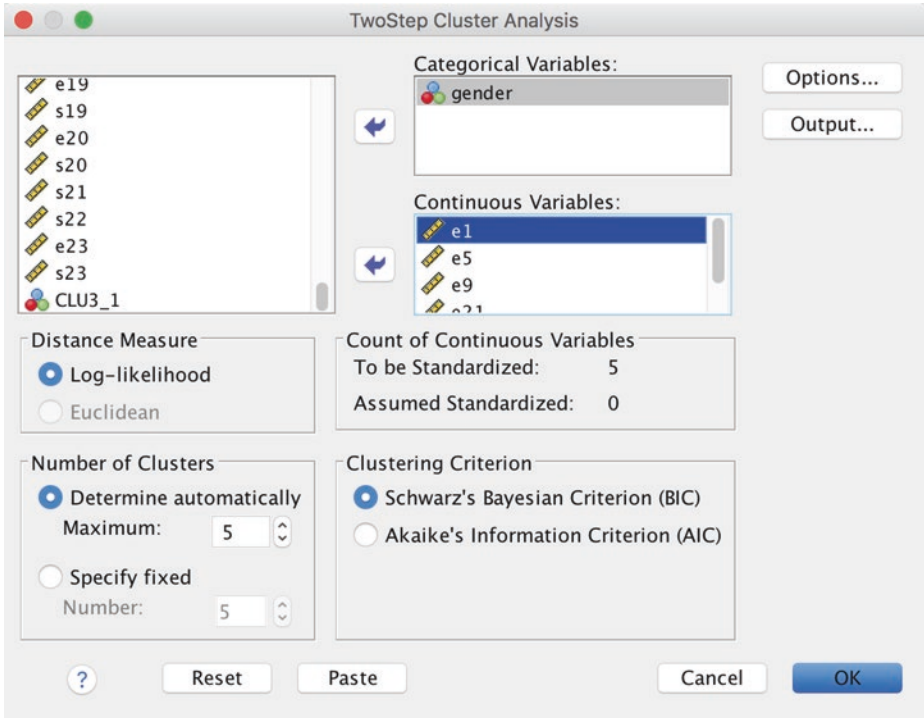 TwoStep Cluster Analysis
e19
s19
e20
s20
s21
s22
e23
s23
CLU3_1
Categorical Variables:
gender
Continuous Variables:
e1
e5
e9
e21
Options...
Output...
Distance Measure
Log-likelihood
Euclidean
Count of Continuous Variables
To be Standardized: 5
Assumed Standardized: 0
Number of Clusters
Determine automatically
Maximum: 5
Specify fixed
Number: 5
Clustering Criterion
Schwarz's Bayesian Criterion (BIC)
Akaike's Information Criterion (AIC)
?
Reset
Paste
Cancel
OK